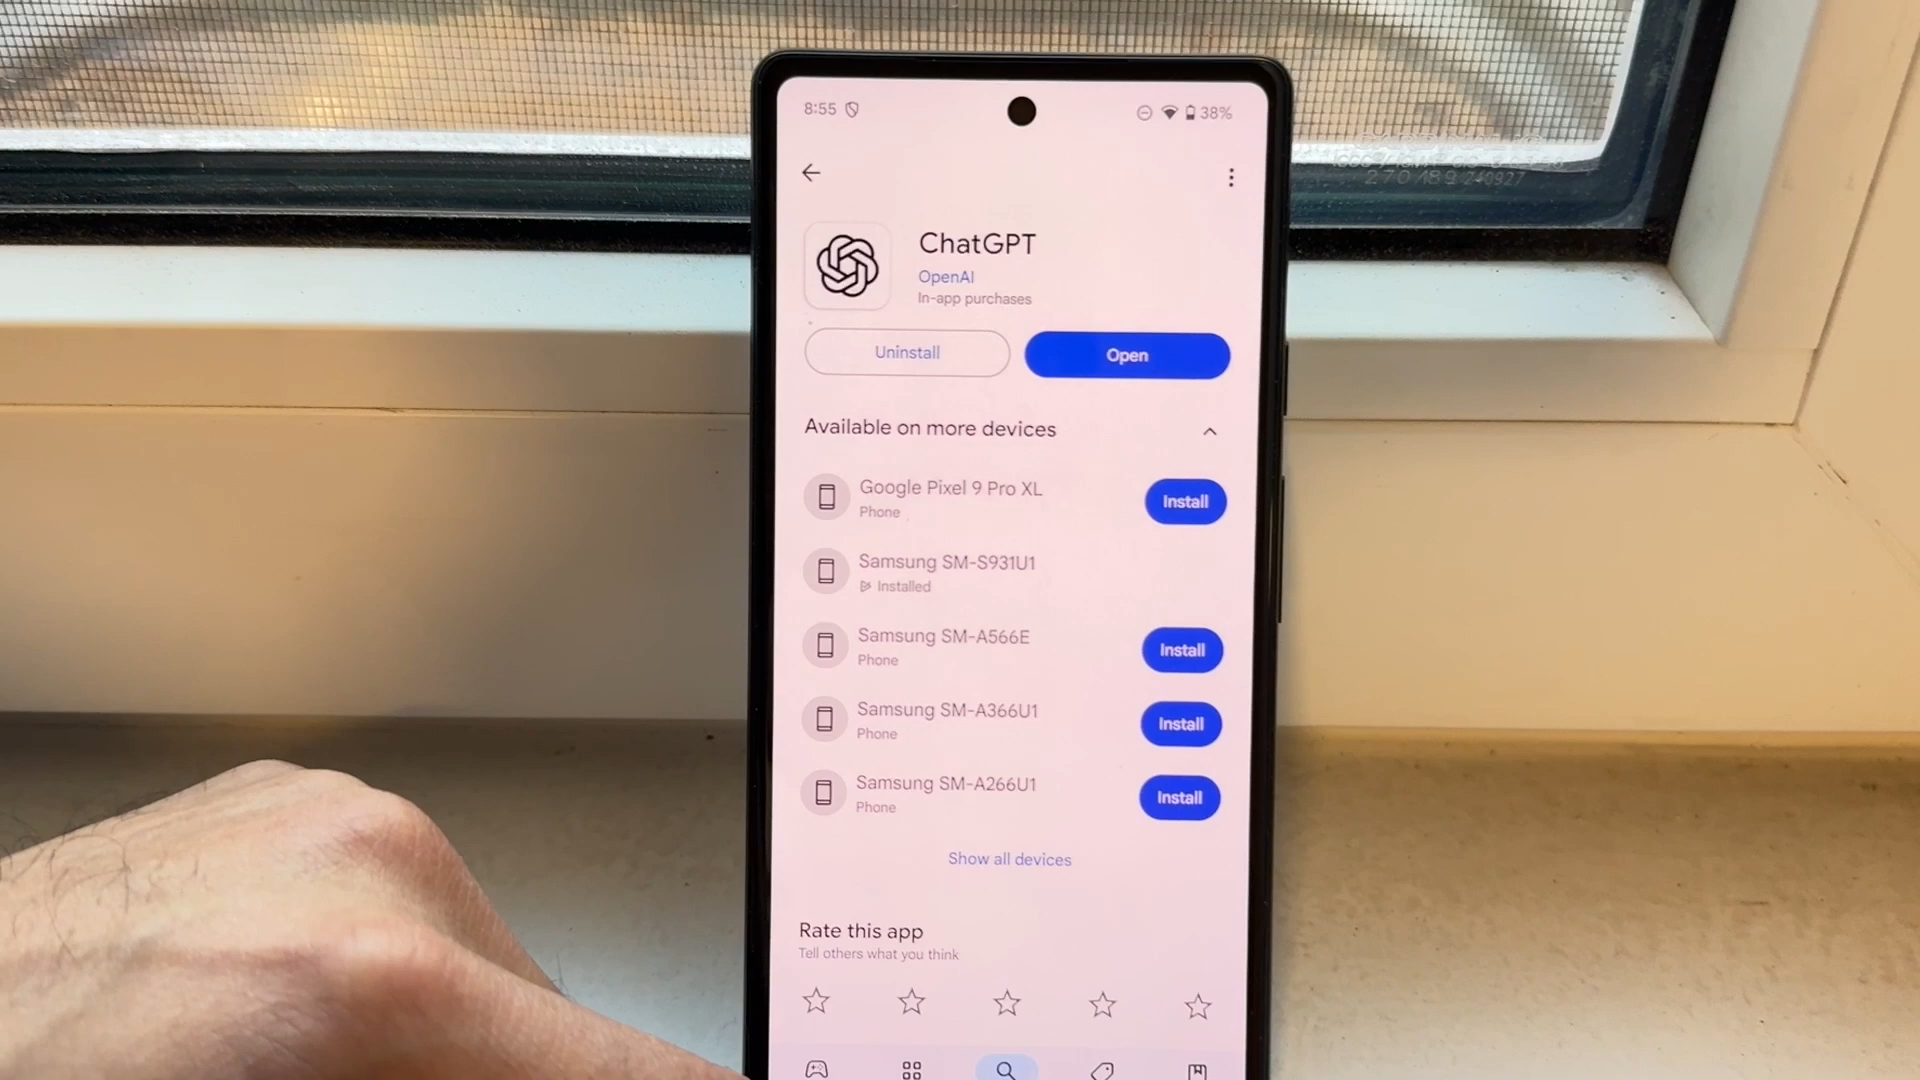 8:55
38%
ChatGPT
OpenAI
In-app purchases
Uninstall
Open
Available on more devices
Google Pixel 9 Pro XL
Phone
Install
Samsung SM-S931U1
Installed
Samsung SM-A566E
Phone
Install
Samsung SM-A366U1
Phone
Install
Samsung SM-A266U1
Phone
Install
Show all devices
Rate this app
Tell others what you think